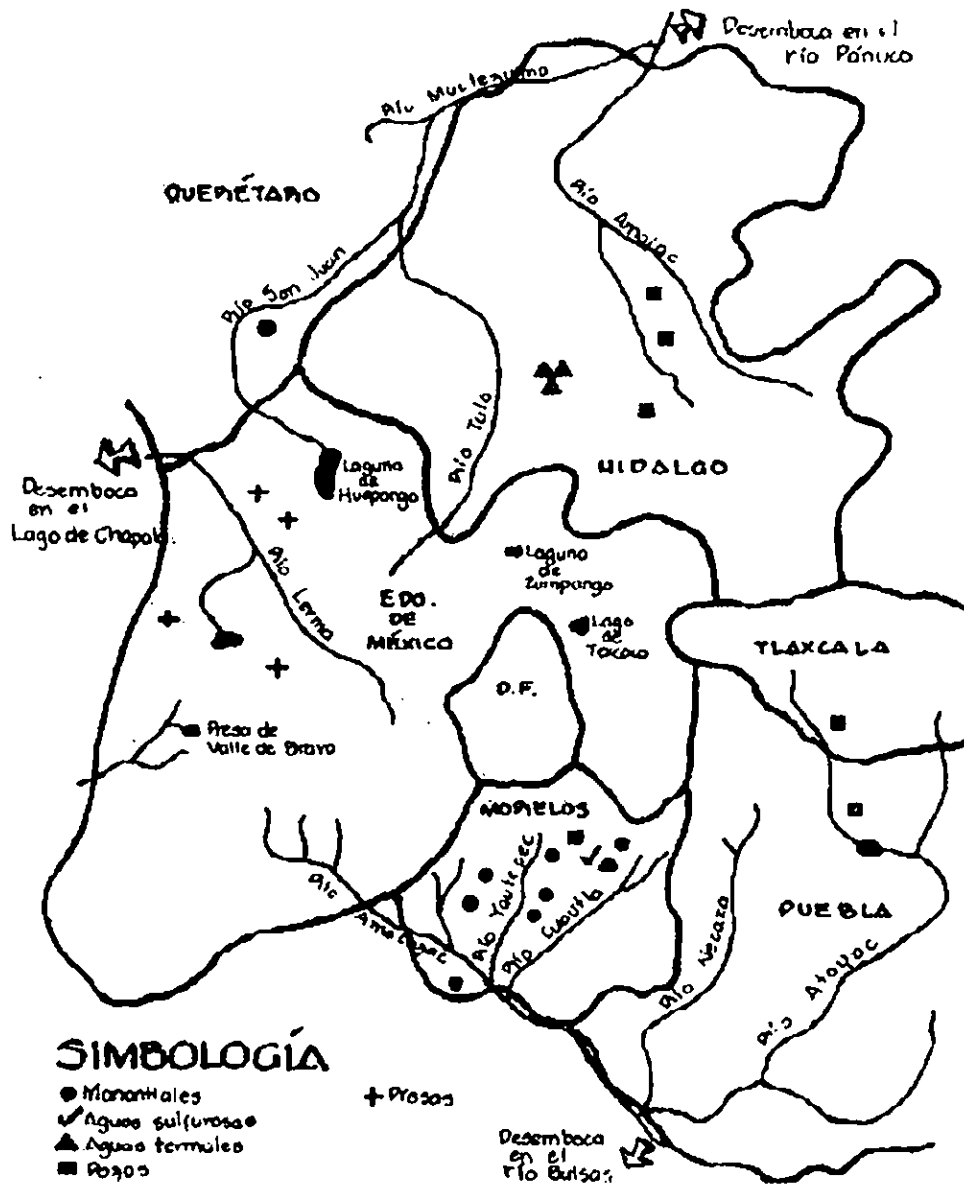 Desemboca en el
río Pánuco
Río Moctezuma
QUERÉTARO
Río San Juan
Río Amajac
Río Tula
Laguna
de
Huapango
HIDALGO
Desemboca
en el
Lago de Chapala.
Río Lerma
Laguna
de
Zumpango
EDO.
DE
MÉXICO
Lago
de
TLAXCALA
D.F.
Presa de
Valle de Bravo
MORELOS
Río Amacuzac
Río Yautepec
Río Cuautla
PUEBLA
Río Necaxa
Río Atoyac
SIMBOLOGÍA
Manantiales
Aguas sulfurosas
Aguas termales
Pozos
Presas
Desemboca
en el
río Balsas